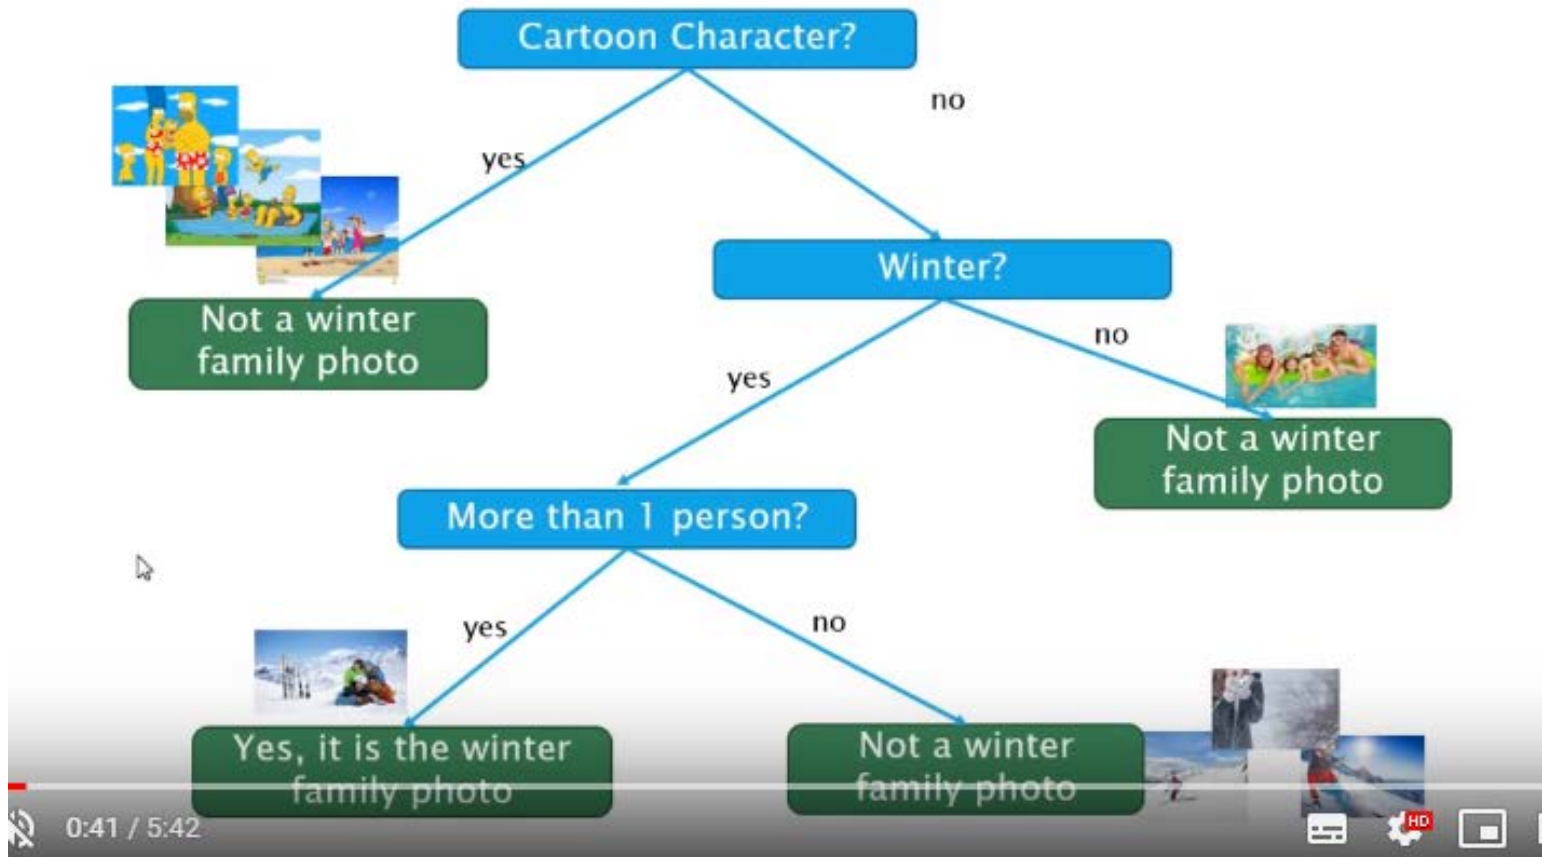 Cartoon Character?
no
yes
Winter?
Not a winter
family photo
no
yes
Not a winter
family photo
More than 1 person?
yes
no
Yes, it is the winter
family photo
Not a winter
family photo
0:41 / 5:42
HD